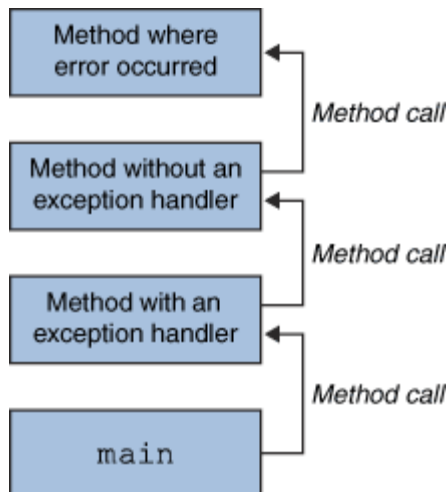 Method where
error occurred
Method call
Method without an
exception handler
Method call
Method with an
exception handler
Method call
main